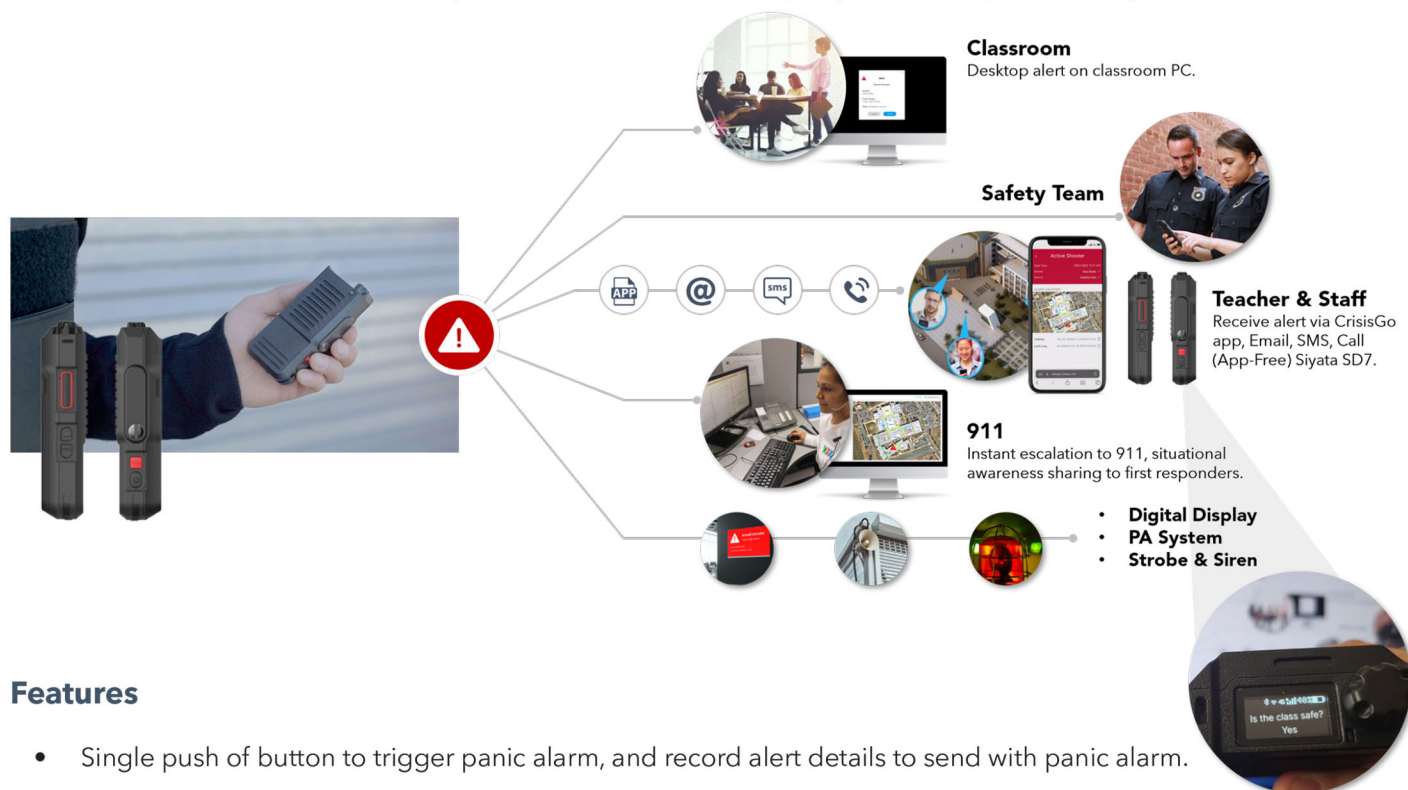 Classroom
Desktop alert on classroom PC.
Safety Team
APP
@
sms
Active Shooter
Teacher & Staff
Receive alert via CrisisGo
app, Email, SMS, Call
(App-Free) Siyata SD7.
911
Instant escalation to 911, situational
awareness sharing to first responders.
• Digital Display
• PA System
• Strobe & Siren
40%
Is the class safe?
Yes
Features
• Single push of button to trigger panic alarm, and record alert details to send with panic alarm.